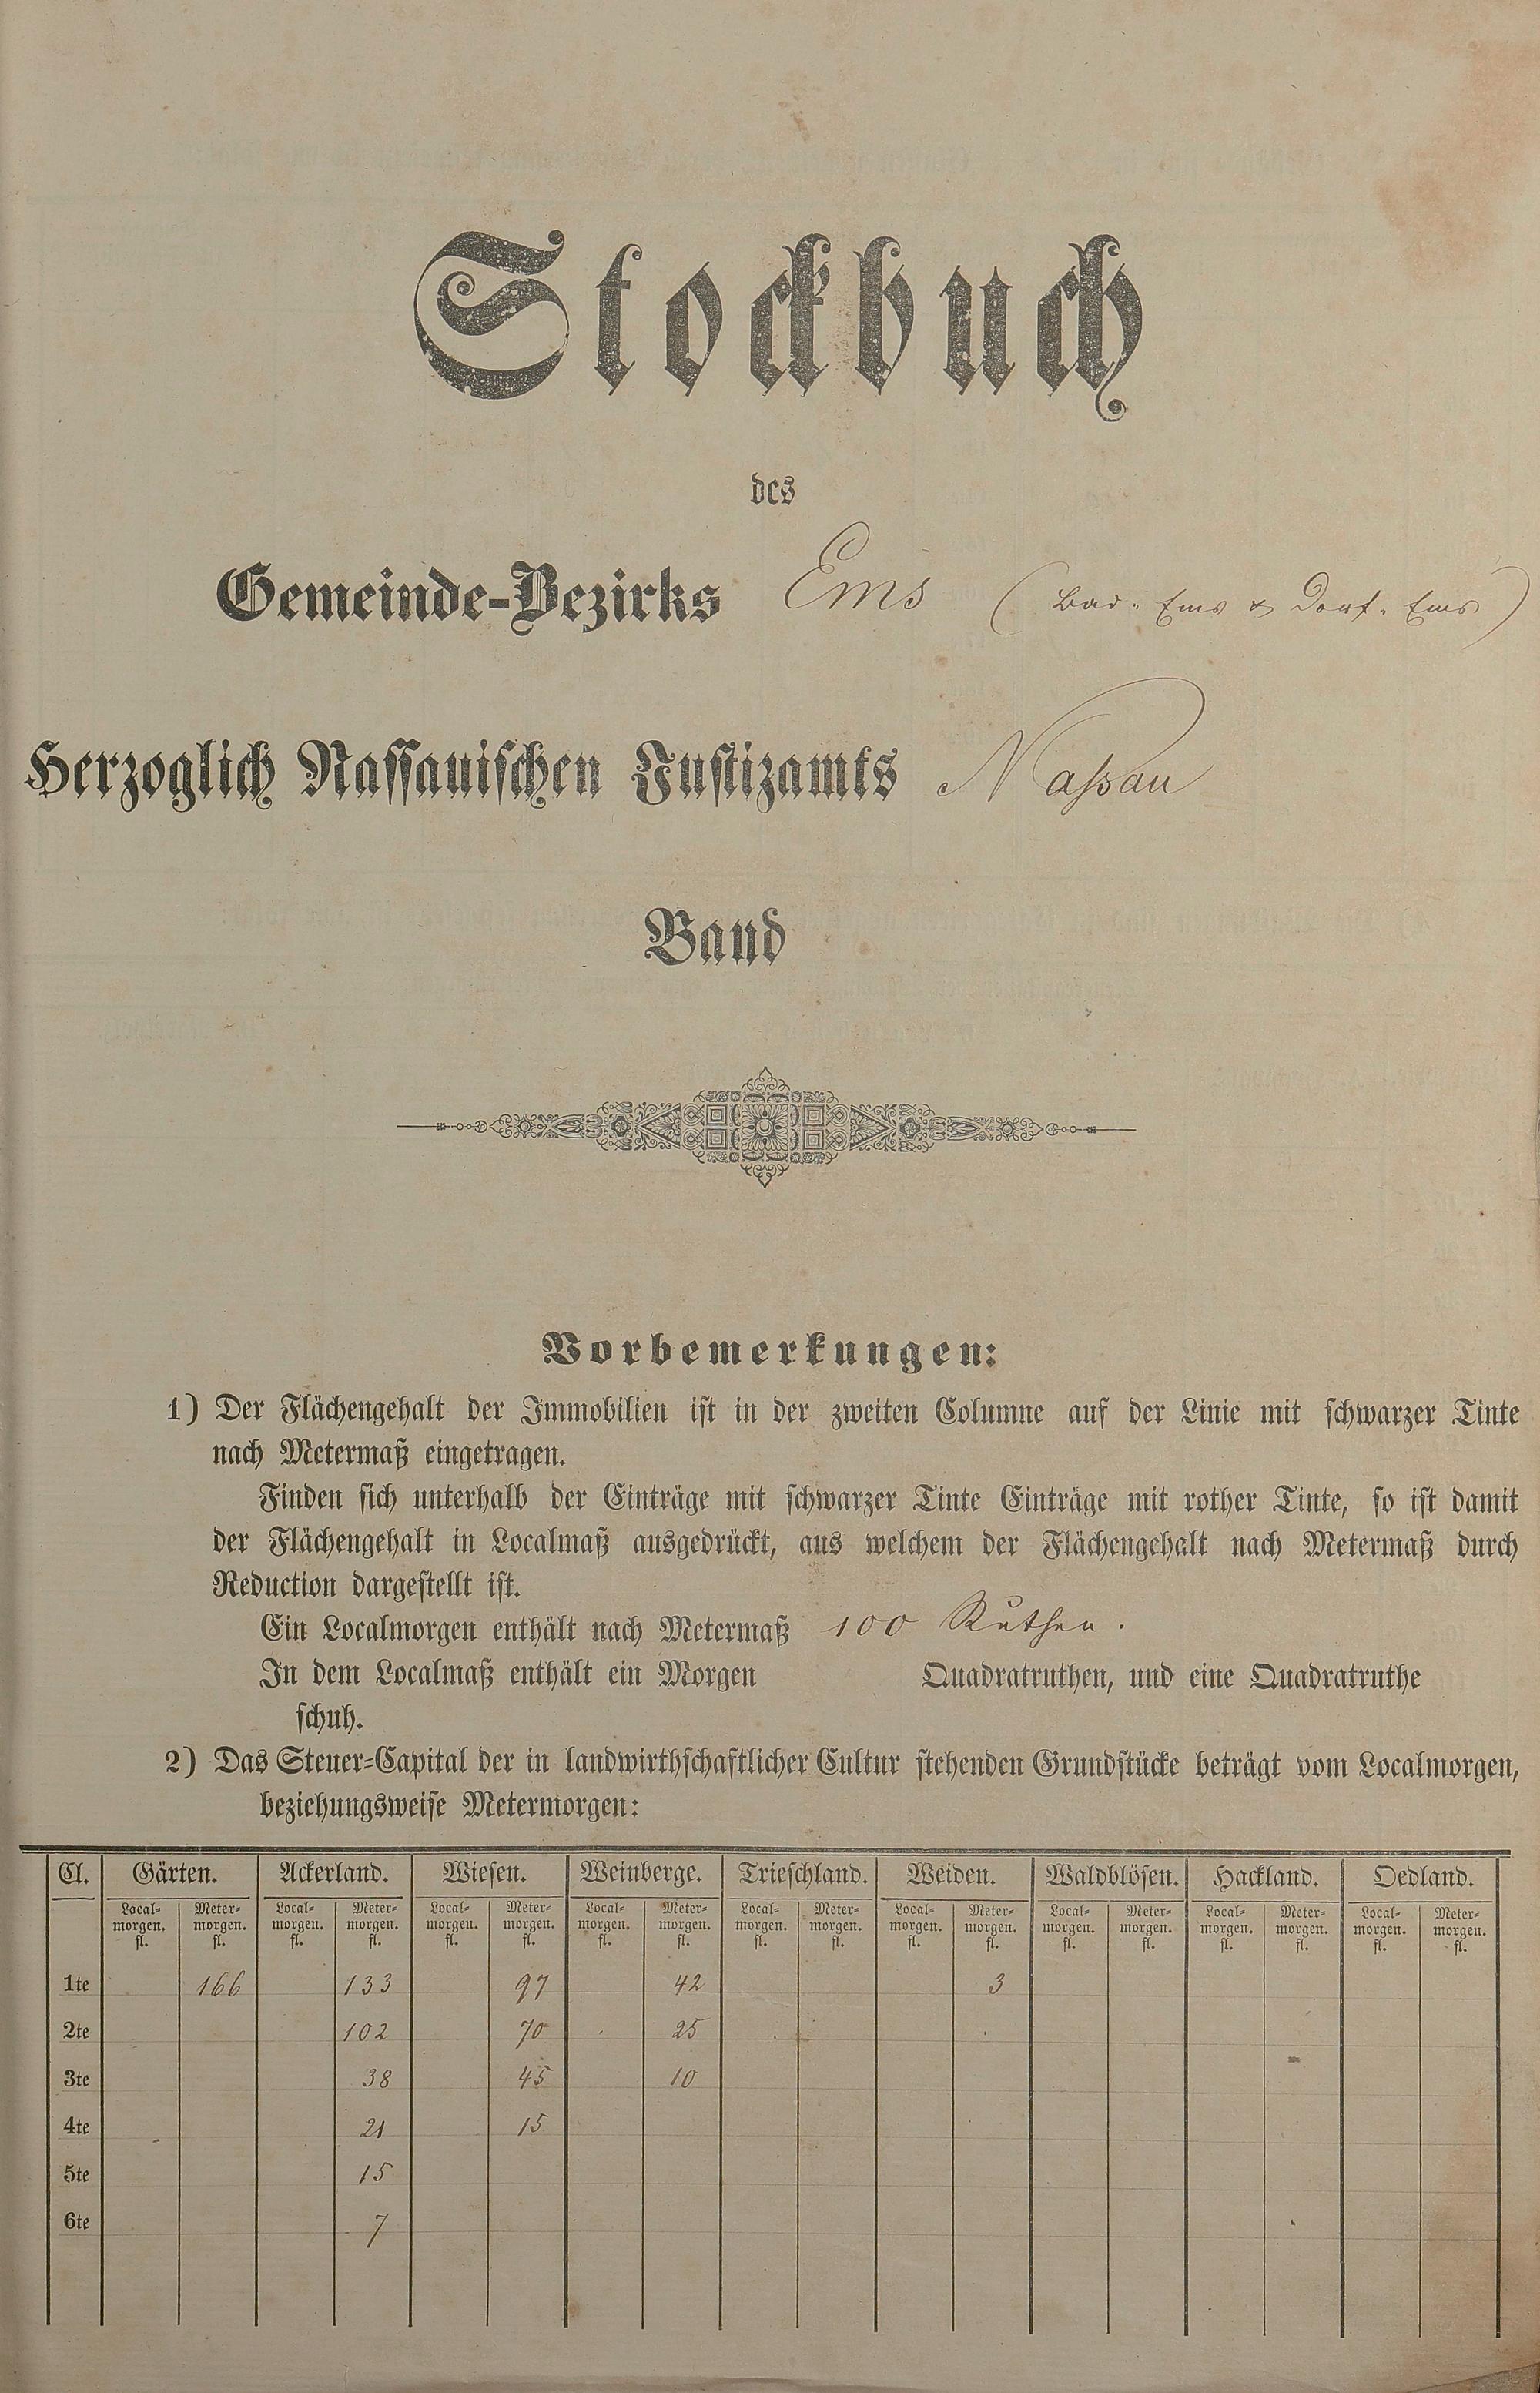 Stockbuch
des
Gemeinde-Bezirks Ems (Bad-Ems & Dorf-Ems)
Herzoglich Nassauischen Justizamts Naßau
Band
Vorbemerkungen:
1) Der Flächengehalt der Immobilien ist in der zweiten Columne auf der Linie mit schwarzer Tinte
nach Metermaß eingetragen.
Finden sich unterhalb der Einträge mit schwarzer Tinte Einträge mit rother Tinte, so ist damit
der Flächengehalt in Localmaß ausgedrückt, aus welchem der Flächengehalt nach Metermaß durch
Reduction dargestellt ist.
Ein Localmorgen enthält nach Metermaß 100 Ruthen.
In dem Localmaß enthält ein Morgen Quadratruthen, und eine Quadratruthe
schuh.
2) Das Steuer-Capital der in landwirthschaftlicher Cultur stehenden Grundstücke beträgt vom Localmorgen,
beziehungsweise Metermorgen:
Cl. Gärten. Ackerland. Wiesen. Weinberge. Trieschland. Weiden. Waldblösen. Hackland. Oedland.
Local- Meter- Local- Meter- Local- Meter- Local- Meter- Local- Meter- Local- Meter- Local- Meter- Local- Meter- Local- Meter-
morgen. morgen. morgen. morgen. morgen. morgen. morgen. morgen. morgen. morgen. morgen. morgen. morgen. morgen. morgen. morgen. morgen. morgen.
fl. fl. fl. fl. fl. fl. fl. fl. fl. fl. fl. fl. fl. fl. fl. fl. fl. fl.
1te 166 133 97 42 3
2te 102 70 25
3te 38 45 10
4te 21 15
5te 15
6te 7